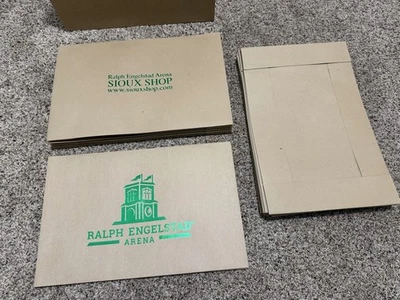 Ralph Engelstad Arena
SIOUX SHOP
www.siouxshop.com
RALPH ENGELSTAD
ARENA